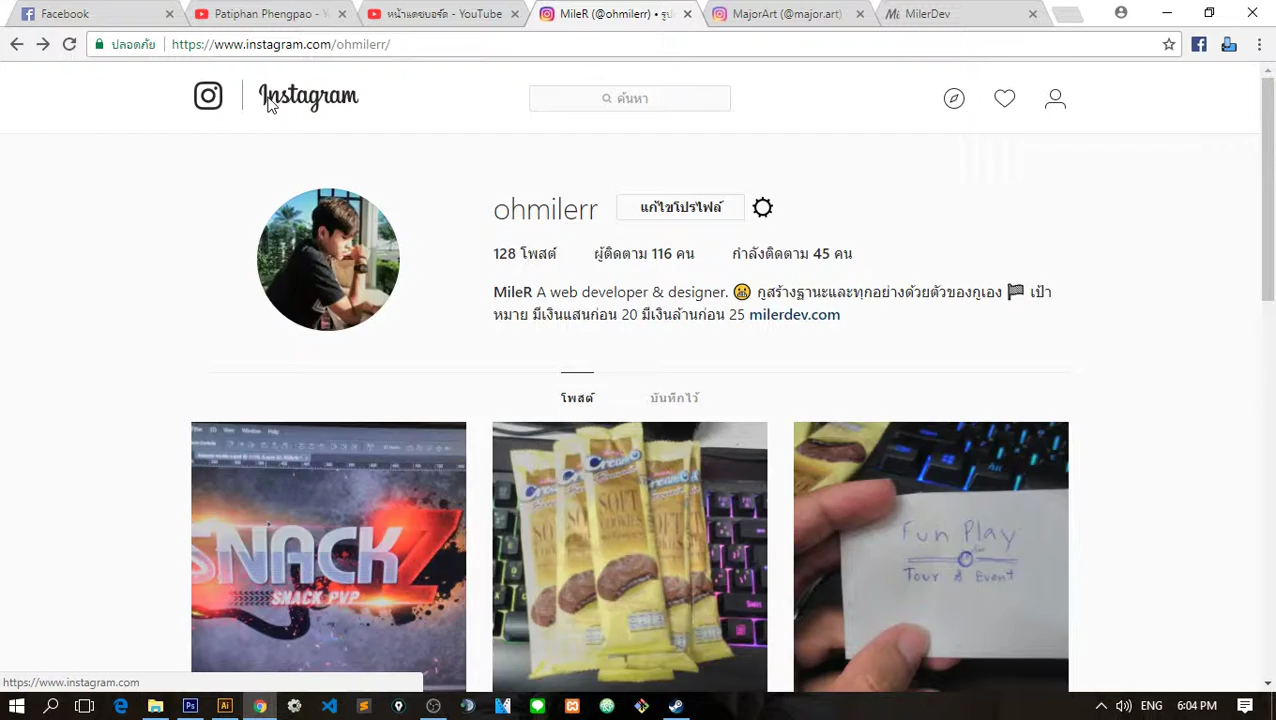 Facebook
Patiphan Phengpao - Y
หน้าแดชบอร์ด - YouTube
MileR (@ohmilerr) • รูป
MajorArt (@major.art) •
MilerDev
ปลอดภัย
https://www.instagram.com/ohmilerr/
Instagram
ค้นหา
ohmilerr
แก้ไขโปรไฟล์
128 โพสต์
ผู้ติดตาม 116 คน
กำลังติดตาม 45 คน
MileR A web developer & designer. 😬 กูสร้างฐานะและทุกอย่างด้วยตัวของกูเอง 🏴 เป้า
หมาย มีเงินแสนก่อน 20 มีเงินล้านก่อน 25 milerdev.com
โพสต์
บันทึกไว้
View Window Help
SNACKZ
SNACK PVP
SOFT
COOKIES
Fun Play
Tour & Event
Alt
https://www.instagram.com
ENG
6:04 PM